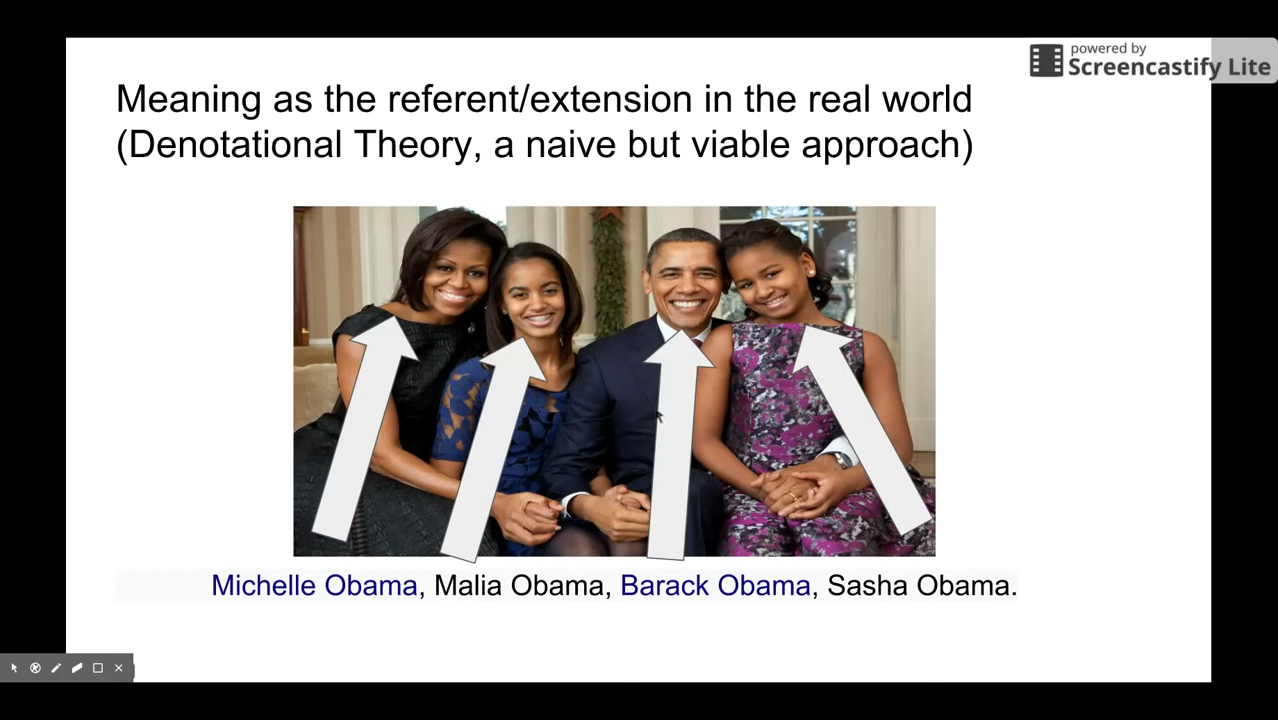 powered by
Screencastify Lite
Meaning as the referent/extension in the real world
(Denotational Theory, a naive but viable approach)
Michelle Obama, Malia Obama, Barack Obama, Sasha Obama.